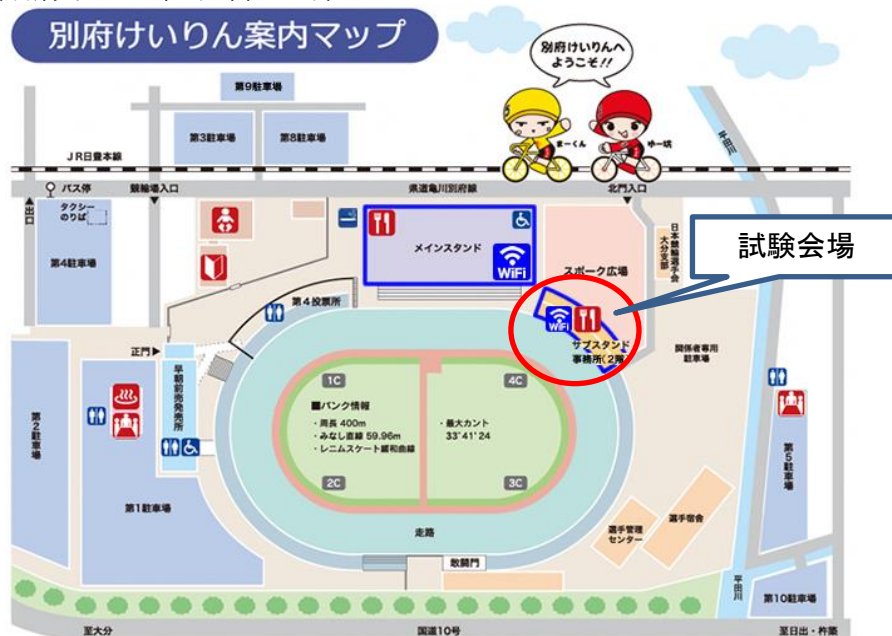 別府けいりん案内マップ
別府けいりんへ
ようこそ!!
まーくん
ゆー坊
第9駐車場
第3駐車場
第8駐車場
JR日豊本線
平田川
バス停
競輪場入口
県道亀川別府線
北門入口
▲出口
タクシー
のりば
第4駐車場
メインスタンド
WiFi
スポーク広場
日本競輪選手会
大分支部
試験会場
第4投票所
WiFi
サブスタンド
事務所(2階)
関係者専用
駐車場
正門▶
早朝前売発売所
第2駐車場
第1駐車場
1C
4C
■バンク情報
・周長 400m
・みなし直線 59.96m
・レムニスケート緩和曲線
・最大カント
33°41'24
2C
3C
走路
敢闘門
選手管理
センター
選手宿舎
第5駐車場
平田川
第10駐車場
至大分
国道10号
至日出・杵築